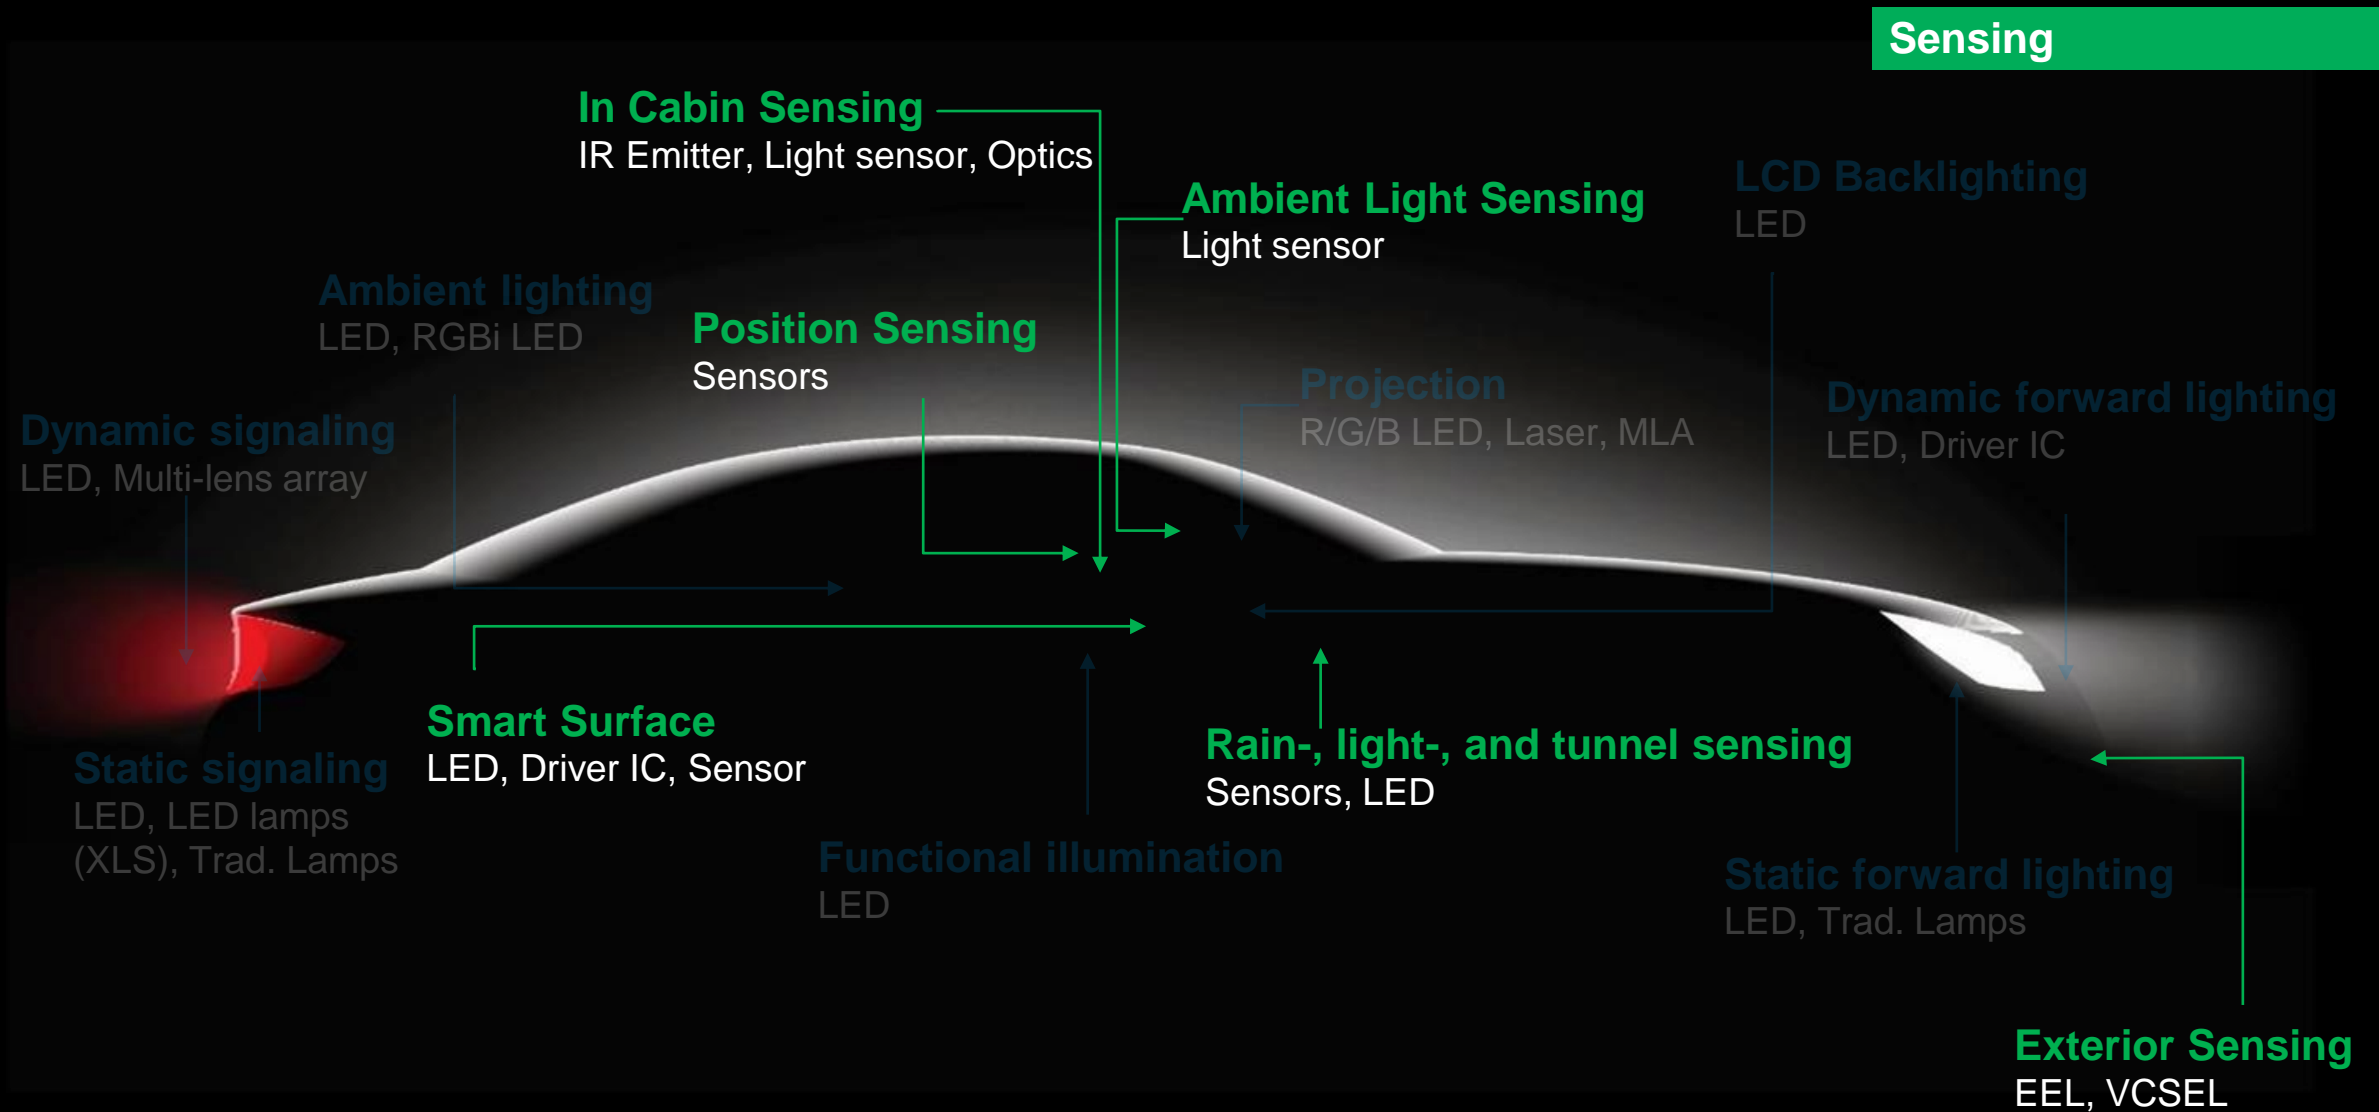 Sensing
In Cabin Sensing
IR Emitter, Light sensor, Optics
Ambient Light Sensing
Light sensor
LCD Backlighting
LED
Ambient lighting
LED, RGBi LED
Position Sensing
Sensors
Projection
R/G/B LED, Laser, MLA
Dynamic forward lighting
LED, Driver IC
Dynamic signaling
LED, Multi-lens array
Smart Surface
LED, Driver IC, Sensor
Rain-, light-, and tunnel sensing
Sensors, LED
Static signaling
LED, LED lamps
(XLS), Trad. Lamps
Functional illumination
LED
Static forward lighting
LED, Trad. Lamps
Exterior Sensing
EEL, VCSEL